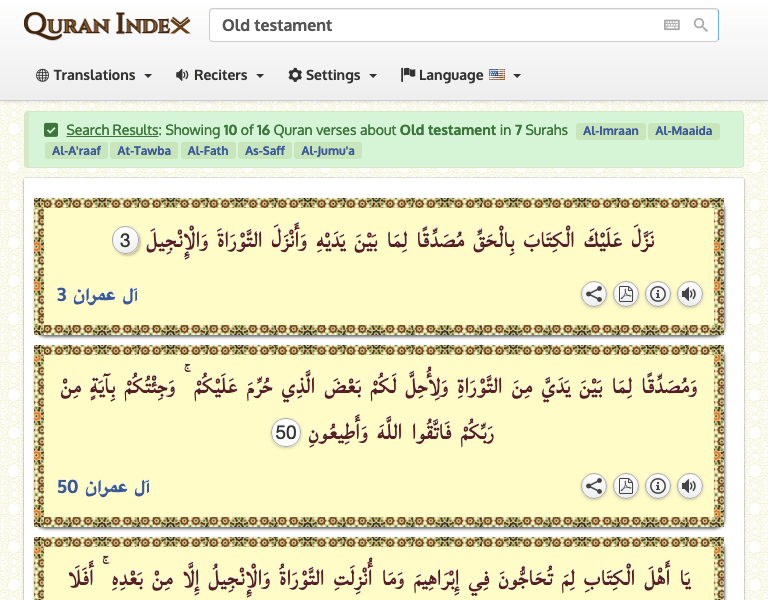 QURAN INDEX
Old testament
Translations
Reciters
Settings
Language
Search Results: Showing 10 of 16 Quran verses about Old testament in 7 Surahs Al-Imraan Al-Maaida
Al-A'raaf At-Tawba Al-Fath As-Saff Al-Jumu'a
نَزَّلَ عَلَيْكَ الْكِتَابَ بِالْحَقِّ مُصَدِّقًا لِمَا بَيْنَ يَدَيْهِ وَأَنْزَلَ التَّوْرَاةَ وَالْإِنْجِيلَ 3
آل عمران 3
وَمُصَدِّقًا لِمَا بَيْنَ يَدَيَّ مِنَ التَّوْرَاةِ وَلِأُحِلَّ لَكُمْ بَعْضَ الَّذِي حُرِّمَ عَلَيْكُمْ ۚ وَجِئْتُكُمْ بِآيَةٍ مِنْ
رَبِّكُمْ فَاتَّقُوا اللَّهَ وَأَطِيعُونِ 50
آل عمران 50
يَا أَهْلَ الْكِتَابِ لِمَ تُحَاجُّونَ فِي إِبْرَاهِيمَ وَمَا أُنْزِلَتِ التَّوْرَاةُ وَالْإِنْجِيلُ إِلَّا مِنْ بَعْدِهِ ۚ أَفَلَا